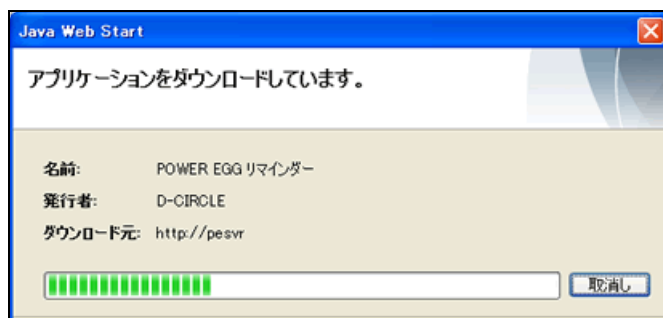 Java Web Start
アプリケーションをダウンロードしています。
名前: POWER EGG リマインダー
発行者: D-CIRCLE
ダウンロード元: http://pesvr
取消し